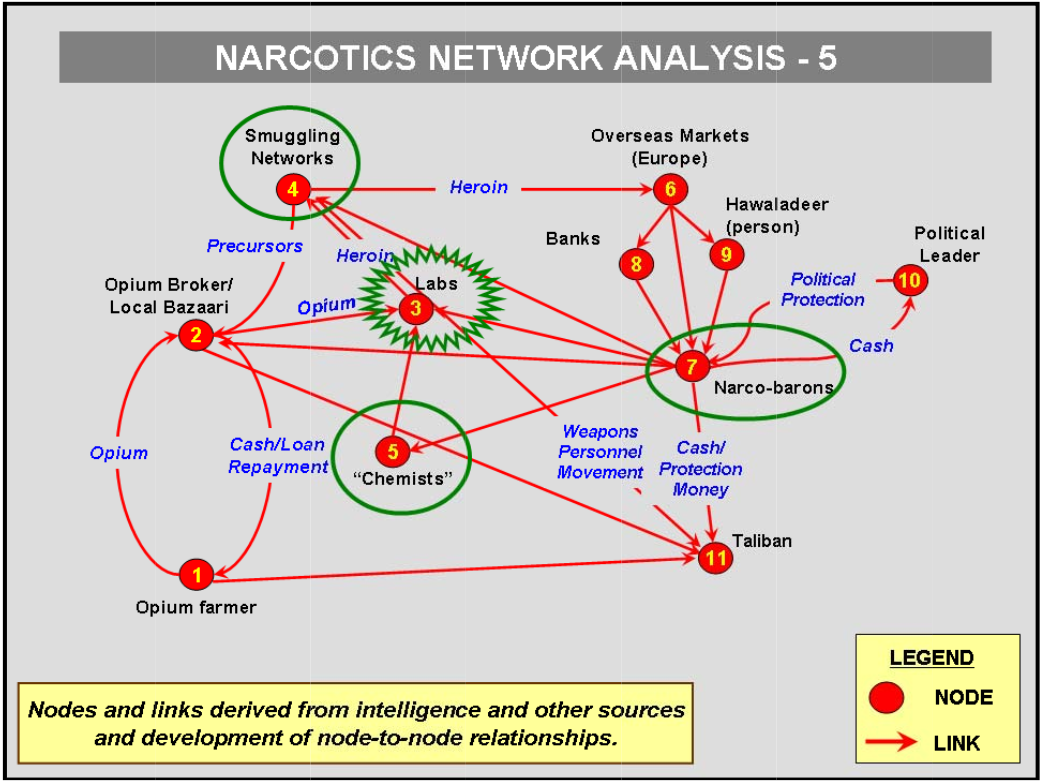 NARCOTICS NETWORK ANALYSIS - 5
Smuggling
Networks
4
Heroin
Overseas Markets
(Europe)
6
Hawaladeer
(person)
9
Banks
8
Political
Leader
10
Political
Protection
Cash
Precursors
Heroin
Opium Broker/
Local Bazaari
2
Opium
Labs
3
7
Narco-barons
Opium
Cash/Loan
Repayment
5
“Chemists”
Weapons
Personnel
Movement
Cash/
Protection
Money
Taliban
11
1
Opium farmer
LEGEND
NODE
LINK
Nodes and links derived from intelligence and other sources
and development of node-to-node relationships.